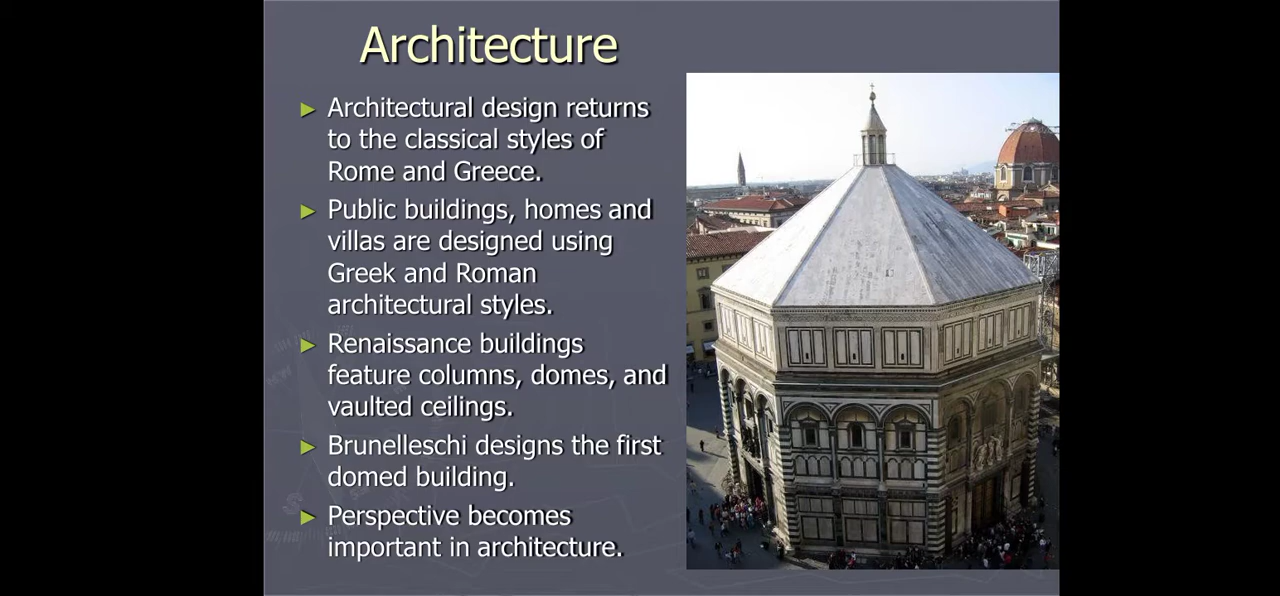 Architecture
► Architectural design returns
to the classical styles of
Rome and Greece.
► Public buildings, homes and
villas are designed using
Greek and Roman
architectural styles.
► Renaissance buildings
feature columns, domes, and
vaulted ceilings.
► Brunelleschi designs the first
domed building.
► Perspective becomes
important in architecture.